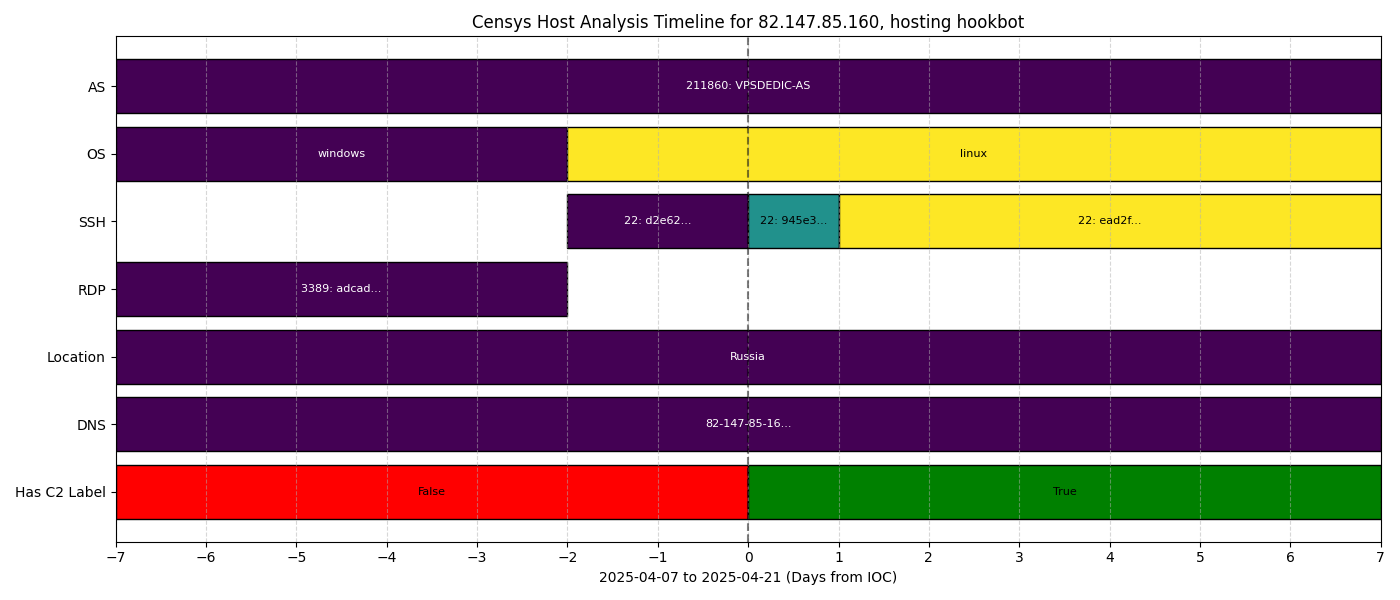 Censys Host Analysis Timeline for 82.147.85.160, hosting hookbot
AS
211860: VPSDEDIC-AS
OS
windows
linux
SSH
22: d2e62...
22: 945e3...
22: ead2f...
RDP
3389: adcad...
Location
Russia
DNS
82-147-85-16...
Has C2 Label
False
True
−7 −6 −5 −4 −3 −2 −1 0 1 2 3 4 5 6 7
2025-04-07 to 2025-04-21 (Days from IOC)